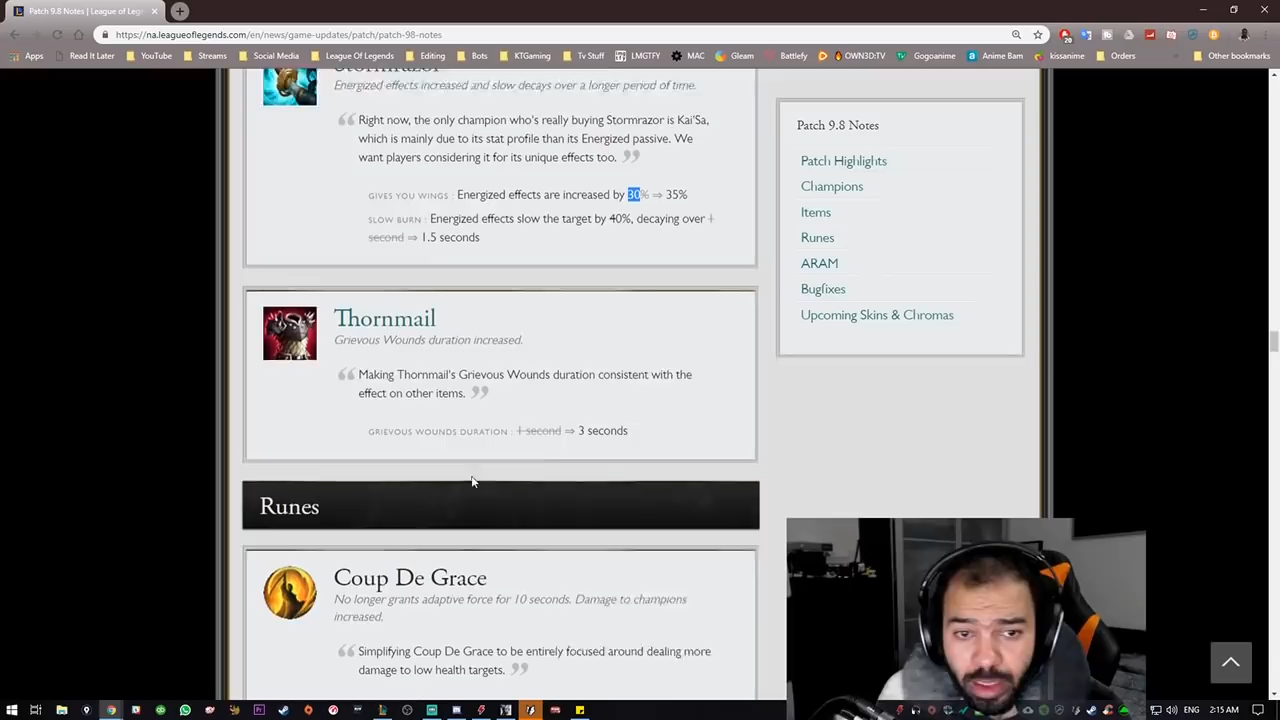 Patch 9.8 Notes | League of Leg
https://na.leagueoflegends.com/en/news/game-updates/patch/patch-98-notes
Apps Read It Later YouTube Streams Social Media League Of Legends Editing Bots KTGaming Tv Stuff LMGTFY MAC Gleam Battlefy OWN3D.TV Gogoanime Anime Bam kissanime Orders Other bookmarks
Stormrazor
Energized effects increased and slow decays over a longer period of time.
Right now, the only champion who's really buying Stormrazor is Kai'Sa,
which is mainly due to its stat profile than its Energized passive. We
want players considering it for its unique effects too.
GIVES YOU WINGS : Energized effects are increased by 30% ⇒ 35%
SLOW BURN : Energized effects slow the target by 40%, decaying over 1
second ⇒ 1.5 seconds
Thornmail
Grievous Wounds duration increased.
Making Thornmail's Grievous Wounds duration consistent with the
effect on other items.
GRIEVOUS WOUNDS DURATION : 1 second ⇒ 3 seconds
Runes
Coup De Grace
No longer grants adaptive force for 10 seconds. Damage to champions
increased.
Simplifying Coup De Grace to be entirely focused around dealing more
damage to low health targets.
Patch 9.8 Notes
Patch Highlights
Champions
Items
Runes
ARAM
Bugfixes
Upcoming Skins & Chromas
ENG 2:15 AM